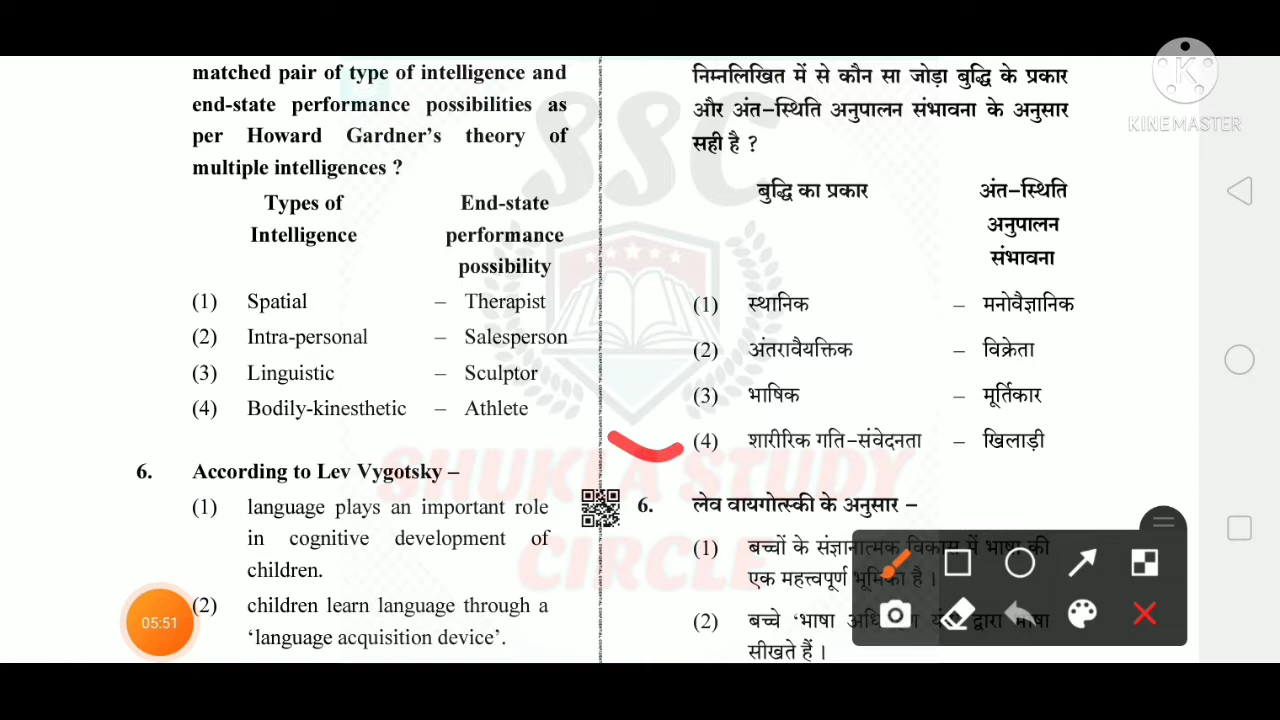 matched pair of type of intelligence and
end-state performance possibilities as
per Howard Gardner's theory of
multiple intelligences ?
Types of Intelligence End-state performance possibility
(1) Spatial – Therapist
(2) Intra-personal – Salesperson
(3) Linguistic – Sculptor
(4) Bodily-kinesthetic – Athlete
6. According to Lev Vygotsky –
(1) language plays an important role
in cognitive development of
children.
(2) children learn language through a
‘language acquisition device’.
निम्नलिखित में से कौन सा जोड़ा बुद्धि के प्रकार
और अंत-स्थिति अनुपालन संभावना के अनुसार
सही है ?
बुद्धि का प्रकार अंत-स्थिति
अनुपालन
संभावना
(1) स्थानिक – मनोवैज्ञानिक
(2) अंतरावैयक्तिक – विक्रेता
(3) भाषिक – मूर्तिकार
(4) शारीरिक गति-संवेदनता – खिलाड़ी
6. लेव वायगोत्स्की के अनुसार –
(1) बच्चों के संज्ञानात्मक विकास में भाषा की
एक महत्त्वपूर्ण भूमिका है ।
(2) बच्चे ‘भाषा द्वारा भाषा
सीखते हैं ।
SSC
SHUKLA STUDY
CIRCLE
KINEMASTER
05:51